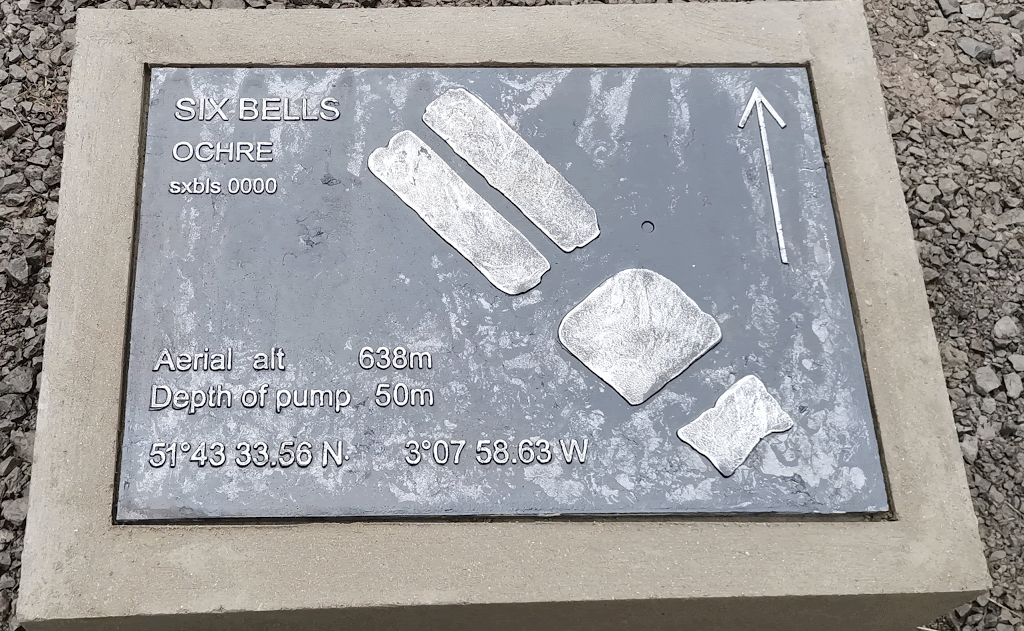 SIX BELLS
OCHRE
sxbls 0000
Aerial alt 638m
Depth of pump 50m
51°43 33.56 N 3°07 58.63 W